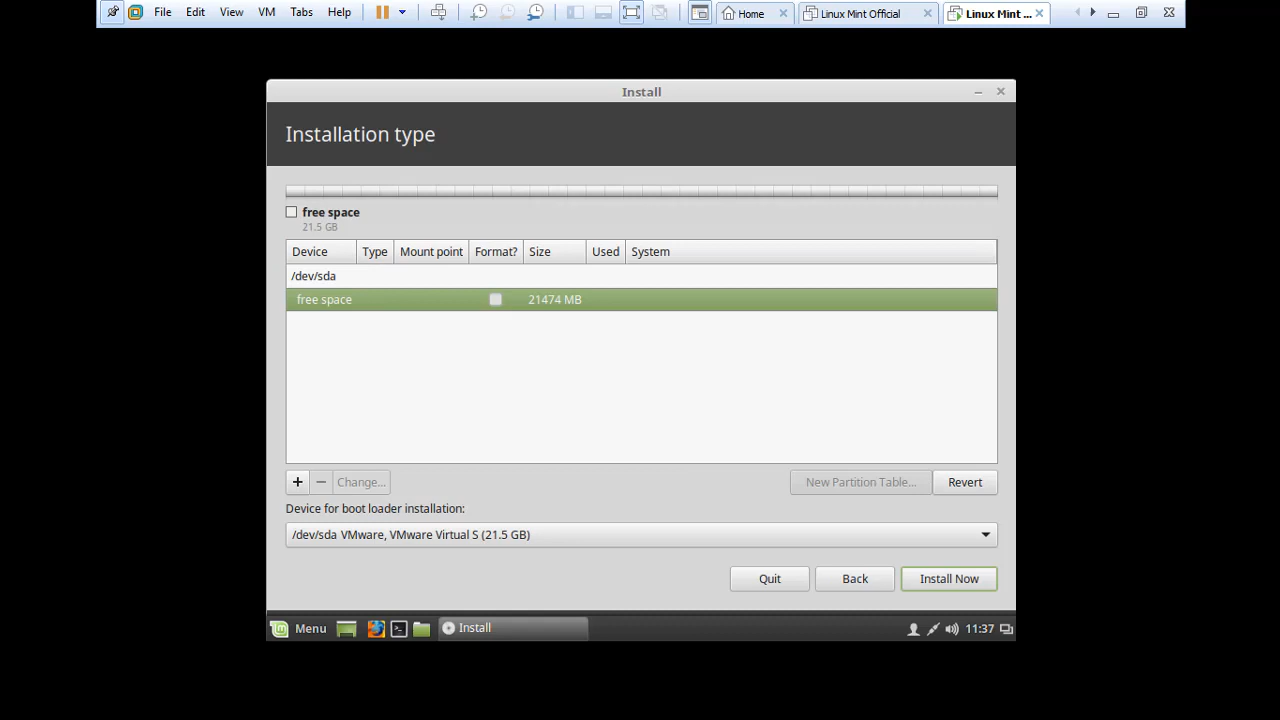 File Edit View VM Tabs Help Home Linux Mint Official Linux Mint ...
Install
Installation type
free space
21.5 GB
Device Type Mount point Format? Size Used System
/dev/sda
free space 21474 MB
+ − Change... New Partition Table... Revert
Device for boot loader installation:
/dev/sda VMware, VMware Virtual S (21.5 GB)
Quit Back Install Now
Menu Install 11:37